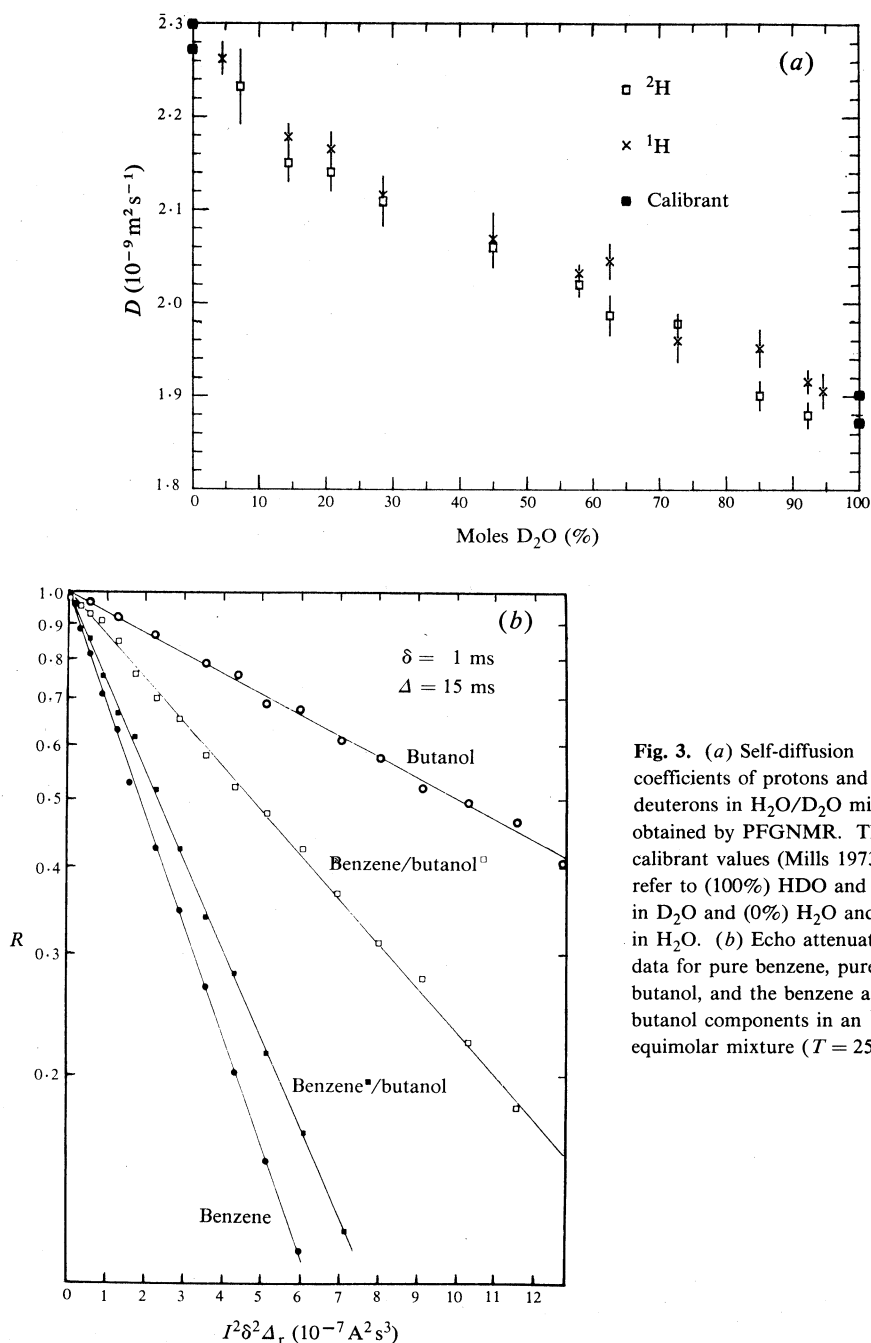 2·3
(a)
²H
2·2
¹H
Calibrant
2·1
D (10⁻⁹ m² s⁻¹)
2·0
1·9
1·8
0 10 20 30 40 50 60 70 80 90 100
Moles D₂O (%)
1·0
(b)
0·9
δ = 1 ms
0·8
Δ = 15 ms
0·7
0·6
Butanol
0·5
0·4
Benzene/butanol□
R
0·3
0·2
Benzene■/butanol
Benzene
0 1 2 3 4 5 6 7 8 9 10 11 12
I²δ²Δᵣ (10⁻⁷ A² s³)
Fig. 3. (a) Self-diffusion
coefficients of protons and
deuterons in H₂O/D₂O mi
obtained by PFGNMR. T
calibrant values (Mills 1973
refer to (100%) HDO and
in D₂O and (0%) H₂O and
in H₂O. (b) Echo attenuat
data for pure benzene, pure
butanol, and the benzene a
butanol components in an
equimolar mixture (T = 25